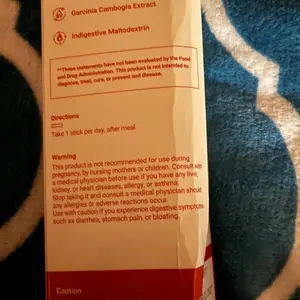 Garcinia Cambogia Extract
Indigestive Maltodextrin
**These statements have not been evaluated by the Food
and Drug Administration. This product is not intended to
diagnose, treat, cure, or prevent and disease.
Directions
Take 1 stick per day, after meal.
Warning
This product is not recommended for use during
pregnancy, by nursing mothers or children. Consult with
a medical physician before use if you have any liver,
kidney, or heart diseases, allergy, or asthma.
Stop taking it and consult a medical physician should
any allergies or adverse reactions occur.
Use with caution if you experience digestive symptoms
such as diarrhea, stomach pain, or bloating.
Caution